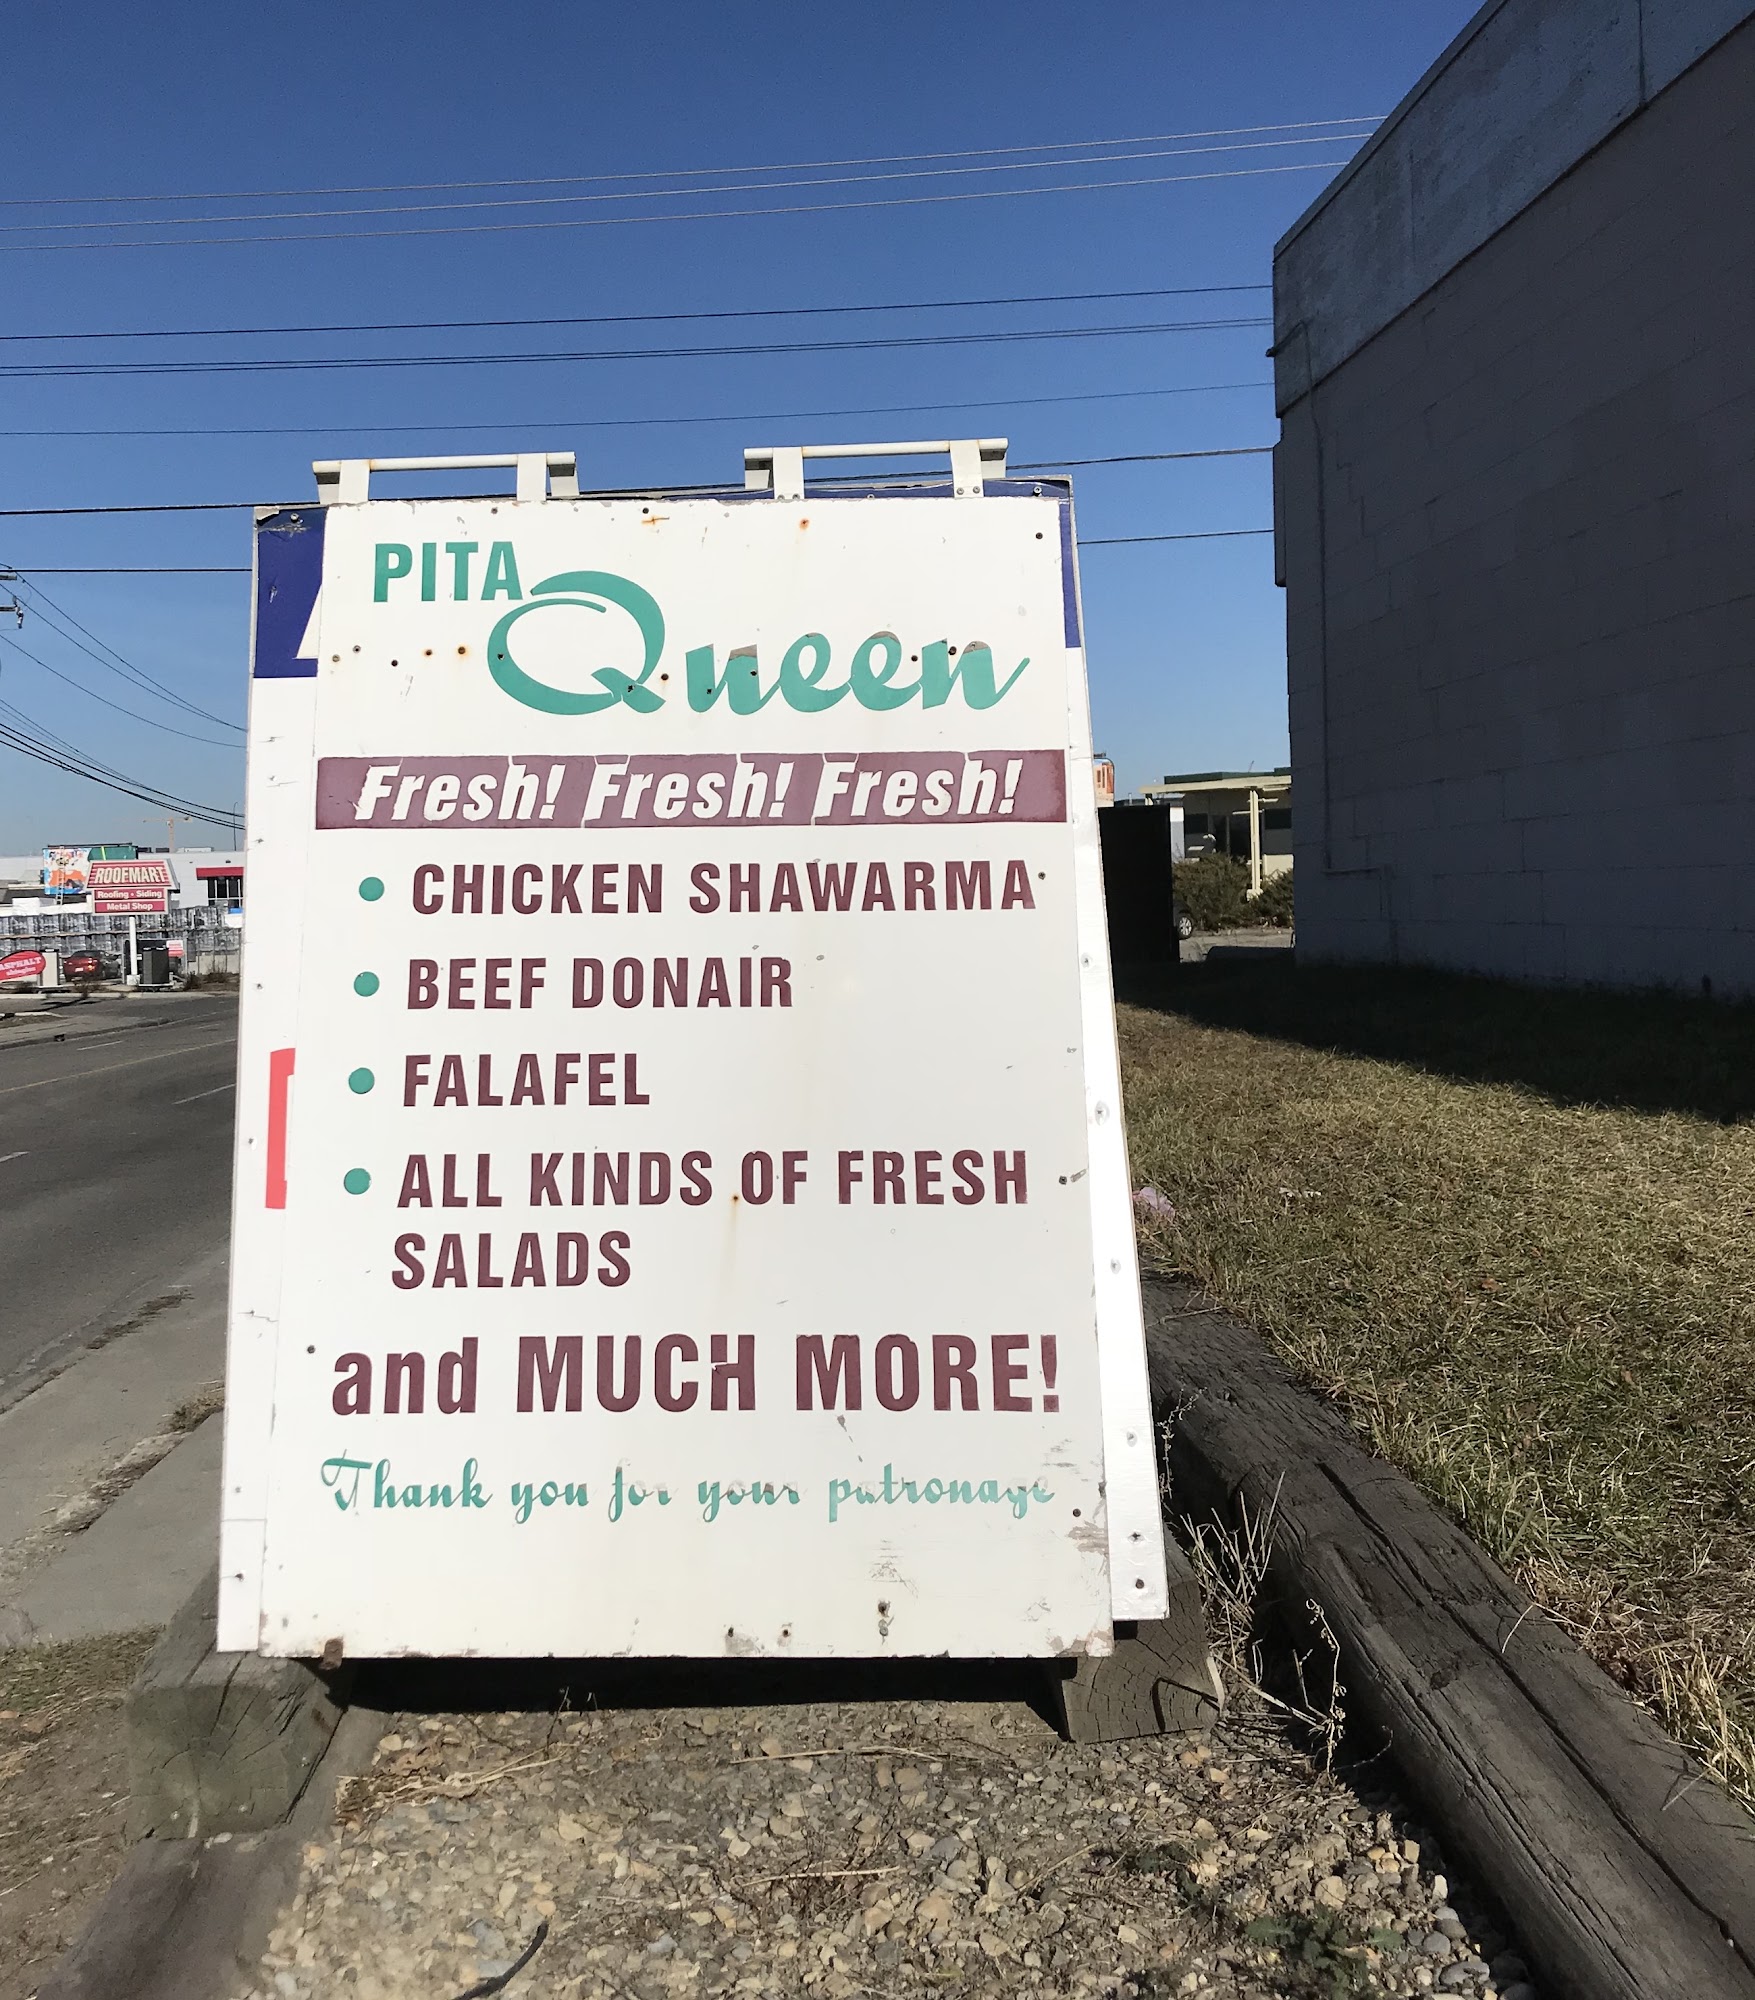 PITA
Queen
Fresh! Fresh! Fresh!
• CHICKEN SHAWARMA
• BEEF DONAIR
• FALAFEL
• ALL KINDS OF FRESH
SALADS
and MUCH MORE!
Thank you for your patronage
ROOFMART
Roofing • Siding
Metal Shop
ASPHALT